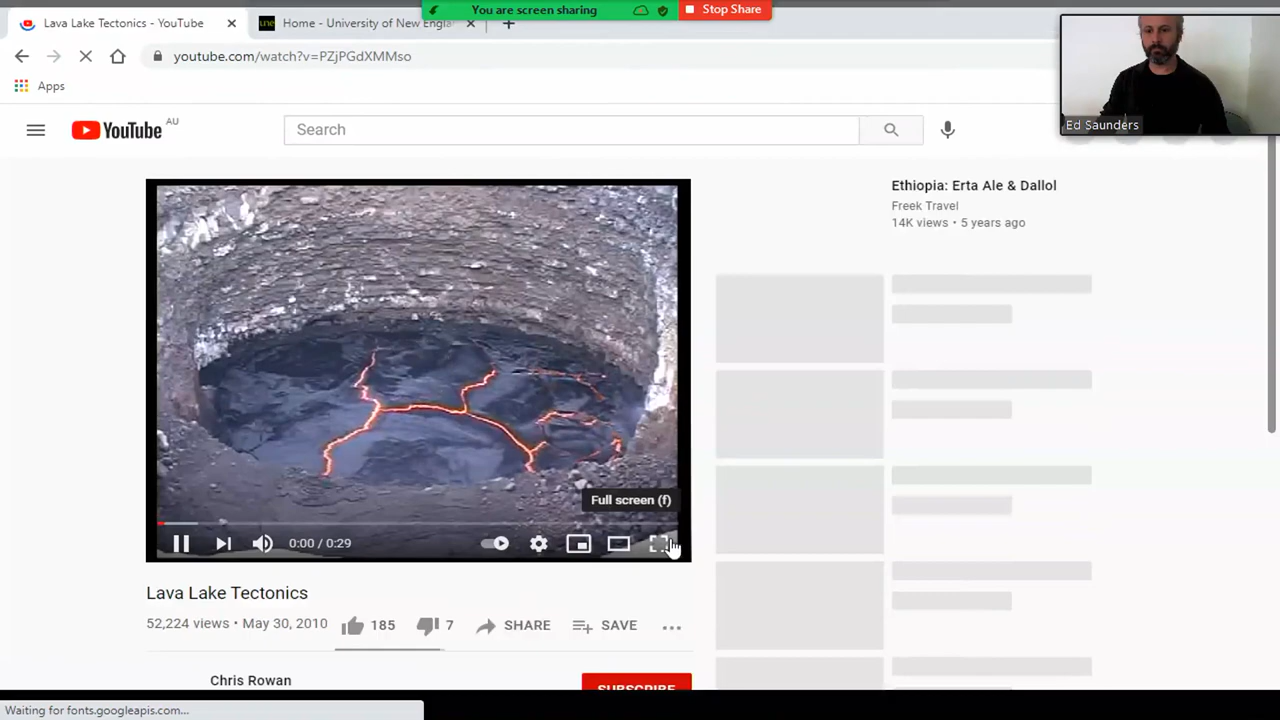 You are screen sharing
Stop Share
Lava Lake Tectonics - YouTube
une
Home - University of New Engla
youtube.com/watch?v=PZjPGdXMMso
Apps
YouTube AU
Search
Ed Saunders
Ethiopia: Erta Ale & Dallol
Freek Travel
14K views • 5 years ago
Full screen (f)
0:00 / 0:29
Lava Lake Tectonics
52,224 views • May 30, 2010
185
7
SHARE
SAVE
Chris Rowan
SUBSCRIBE
Waiting for fonts.googleapis.com...